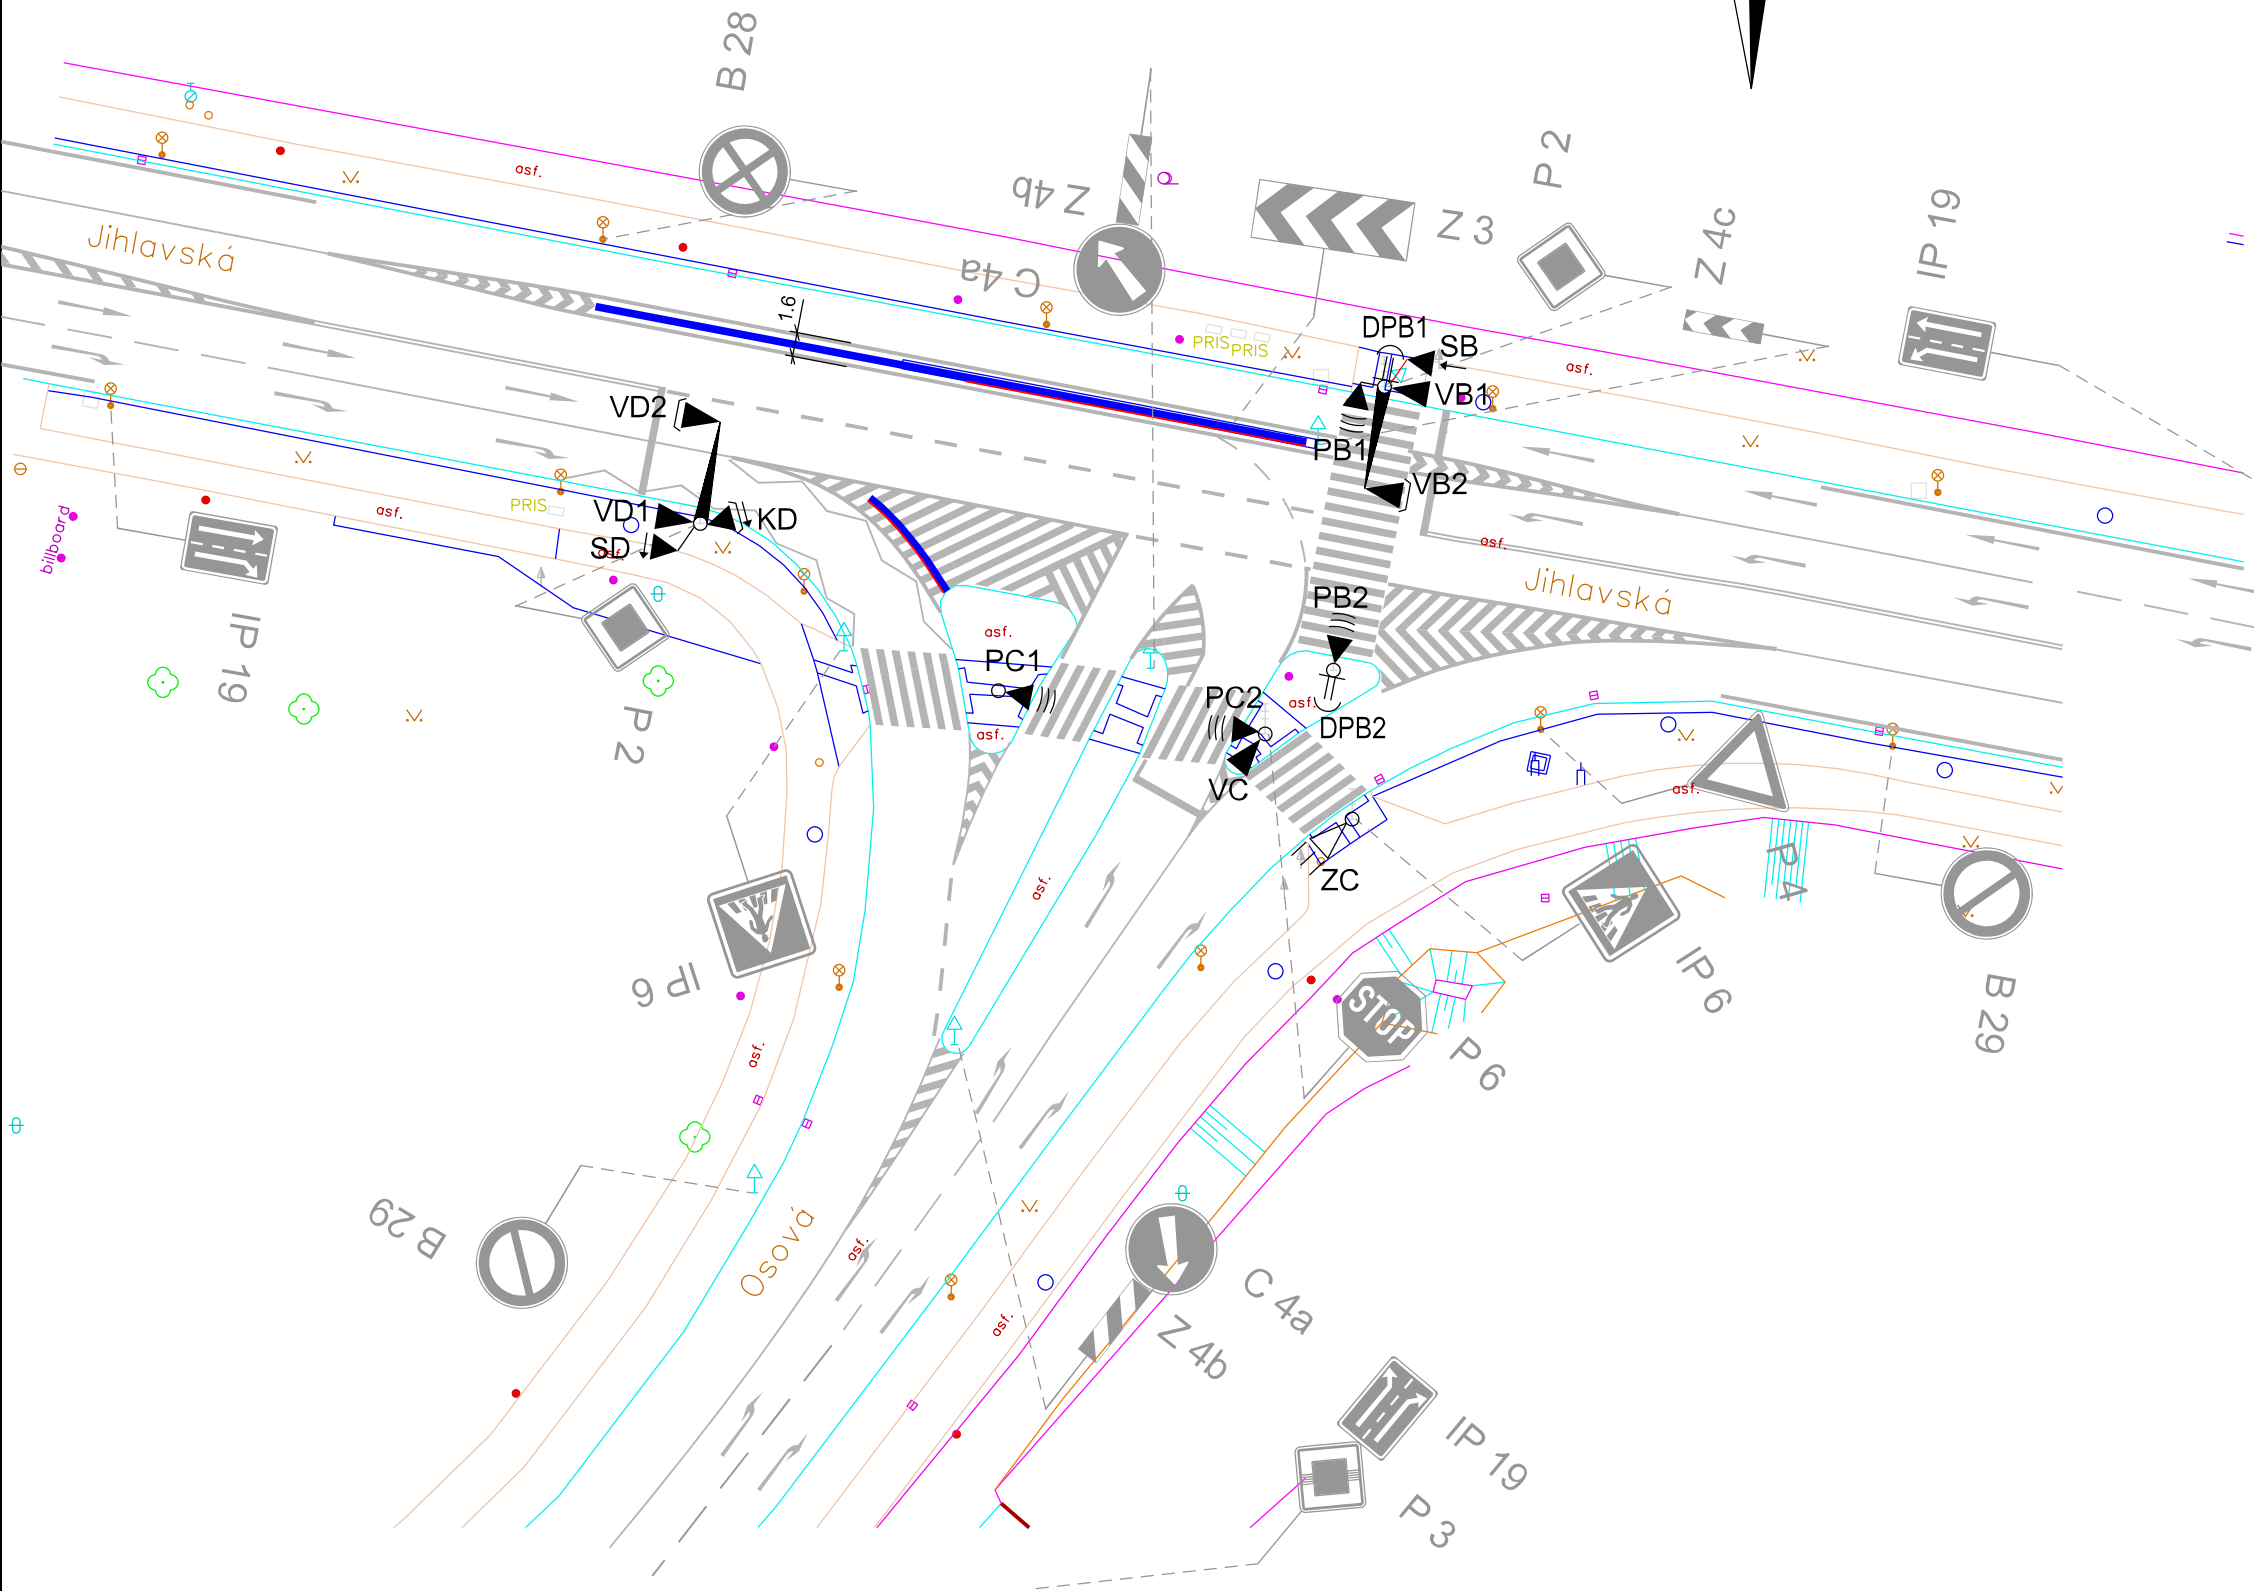 B 28
P 2
Z 4b
Z 3
Z 4c
IP 19
asf.
Jihlavská
C 4a
1.6
PRIS
PRIS
DPB1
SB
asf.
VB1
VD2
PB1
VB2
PRIS
VD1
KD
asf.
billboard
SD
asf.
asf.
Jihlavská
PB2
IP 19
asf.
PC1
P 2
PC2
asf.
DPB2
asf.
VC
asf.
P 4
ZC
asf.
IP 6
IP 6
STOP
B 29
P 6
asf.
B 29
Osová
asf.
C 4a
asf.
Z 4b
IP 19
P 3